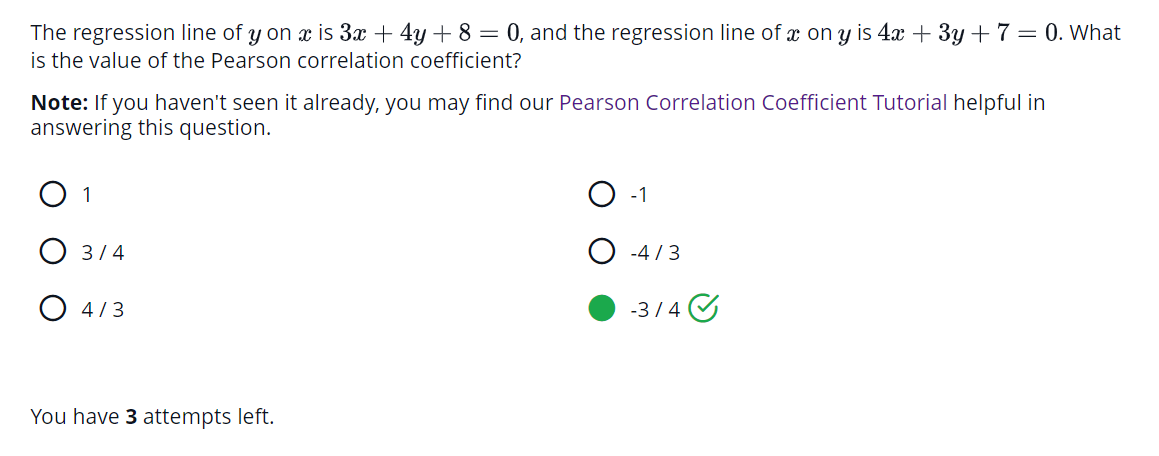 The regression line of y on x is 3x + 4y + 8 = 0, and the regression line of x on y is 4x + 3y + 7 = 0. What
is the value of the Pearson correlation coefficient?
Note: If you haven't seen it already, you may find our Pearson Correlation Coefficient Tutorial helpful in
answering this question.
1
-1
3 / 4
-4 / 3
4 / 3
-3 / 4
You have 3 attempts left.